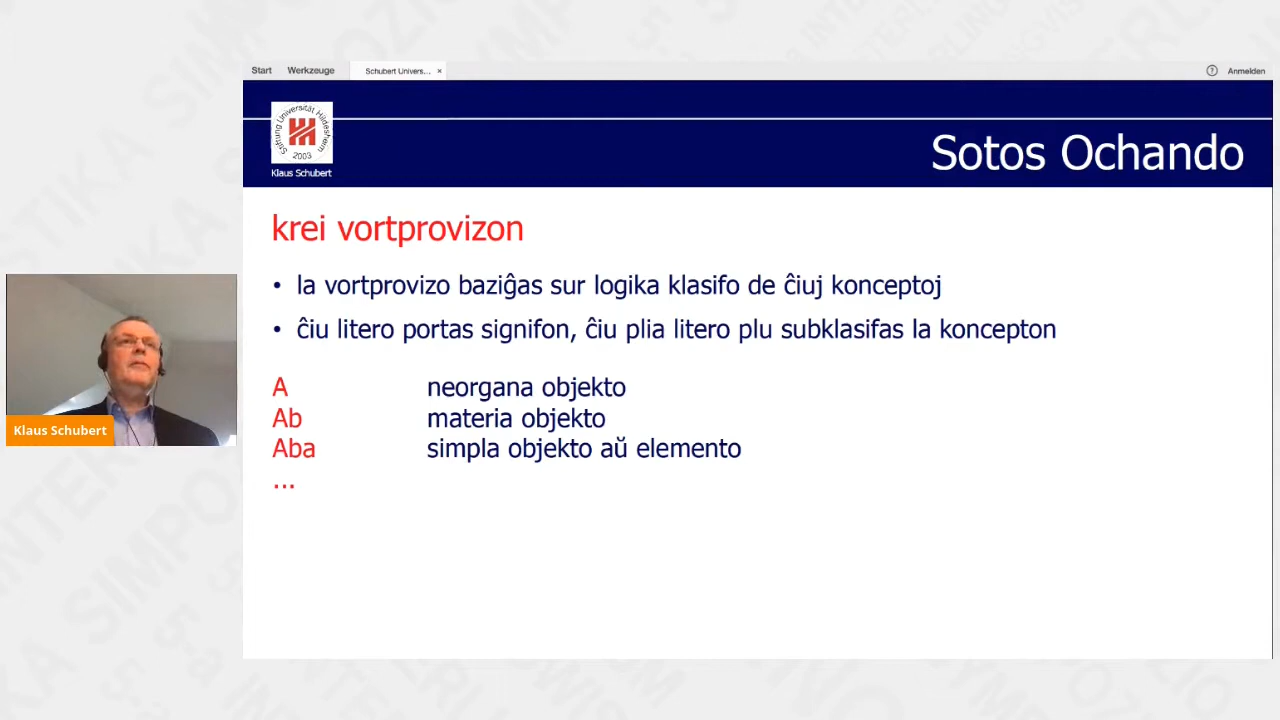 Start Werkzeuge Schubert Univers... × ? Anmelden
Stiftung Universität Hildesheim
2003
Klaus Schubert
Sotos Ochando
krei vortprovizon
• la vortprovizo baziĝas sur logika klasifo de ĉiuj konceptoj
• ĉiu litero portas signifon, ĉiu plia litero plu subklasifas la koncepton
A neorgana objekto
Ab materia objekto
Aba simpla objekto aŭ elemento
...
Klaus Schubert